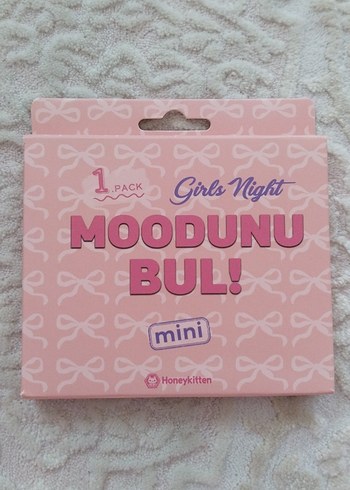 1.PACK
Girls Night
MOODUNU
BUL!
mini
Honeykitten